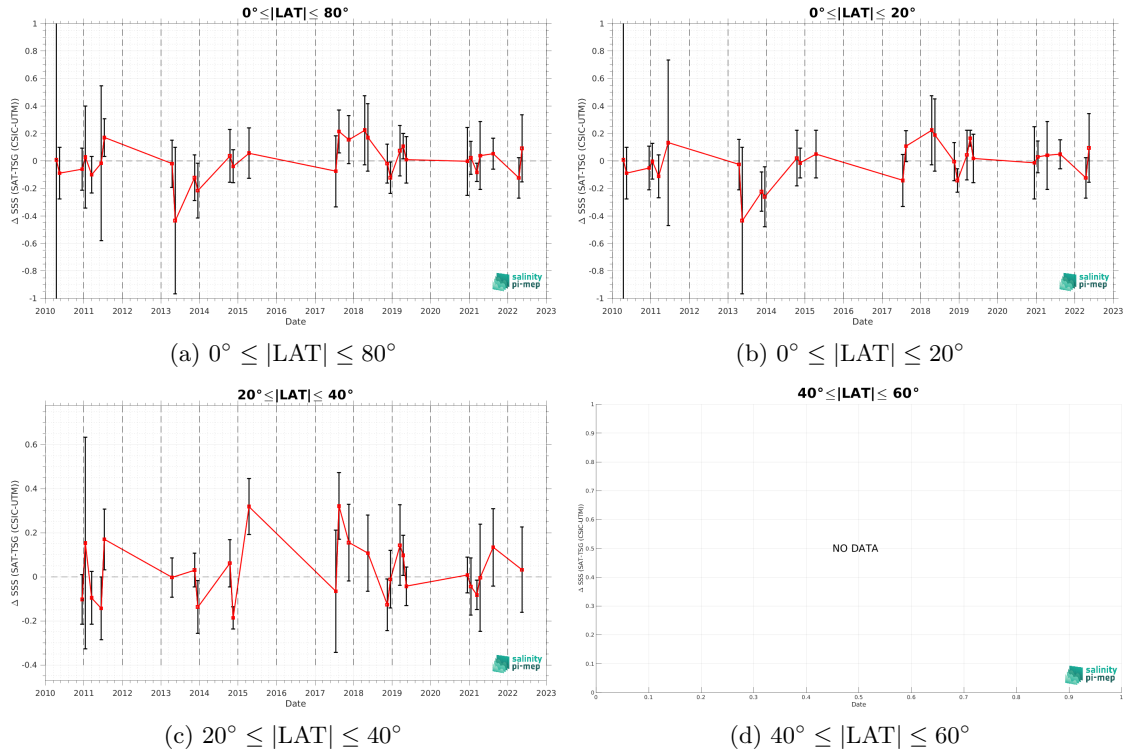 0°≤|LAT|≤ 80°
Δ SSS (SAT-TSG (CSIC-UTM))
1
0.8
0.6
0.4
0.2
0
-0.2
-0.4
-0.6
-0.8
-1
2010 2011 2012 2013 2014 2015 2016 2017 2018 2019 2020 2021 2022 2023
Date
salinity
pi-mep
(a) 0° ≤ |LAT| ≤ 80°
0°≤|LAT|≤ 20°
Δ SSS (SAT-TSG (CSIC-UTM))
1
0.8
0.6
0.4
0.2
0
-0.2
-0.4
-0.6
-0.8
-1
2010 2011 2012 2013 2014 2015 2016 2017 2018 2019 2020 2021 2022 2023
Date
salinity
pi-mep
(b) 0° ≤ |LAT| ≤ 20°
20°≤|LAT|≤ 40°
Δ SSS (SAT-TSG (CSIC-UTM))
0.6
0.4
0.2
0
-0.2
-0.4
2010 2011 2012 2013 2014 2015 2016 2017 2018 2019 2020 2021 2022 2023
Date
salinity
pi-mep
(c) 20° ≤ |LAT| ≤ 40°
40°≤|LAT|≤ 60°
Δ SSS (SAT-TSG (CSIC-UTM))
1
0.9
0.8
0.7
0.6
0.5
0.4
0.3
0.2
0.1
0
NO DATA
0 0.1 0.2 0.3 0.4 0.5 0.6 0.7 0.8 0.9 1
Date
salinity
pi-mep
(d) 40° ≤ |LAT| ≤ 60°